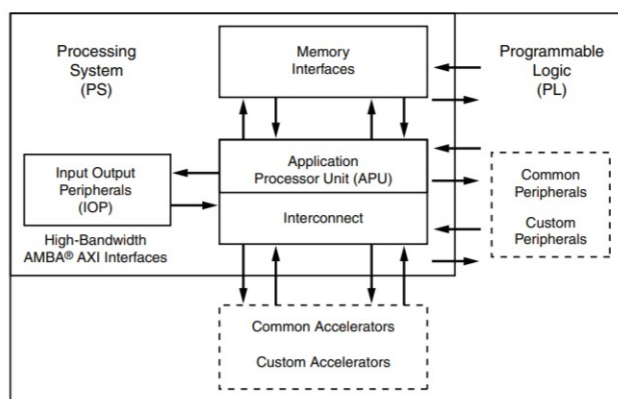 Processing
System
(PS)
Memory
Interfaces
Programmable
Logic
(PL)
Input Output
Peripherals
(IOP)
Application
Processor Unit (APU)
Interconnect
High-Bandwidth
AMBA® AXI Interfaces
Common
Peripherals
Custom
Peripherals
Common Accelerators
Custom Accelerators